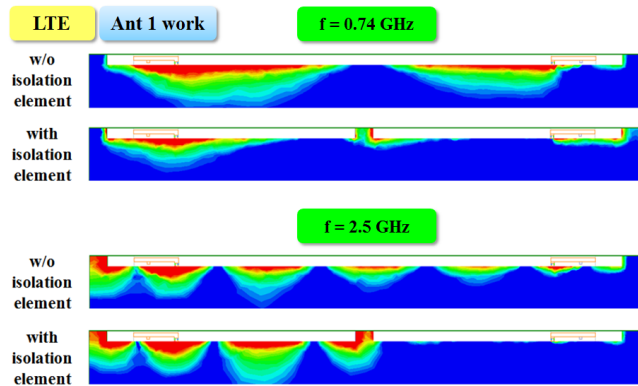 LTE
Ant 1 work
f = 0.74 GHz
w/o
isolation
element
with
isolation
element
f = 2.5 GHz
w/o
isolation
element
with
isolation
element